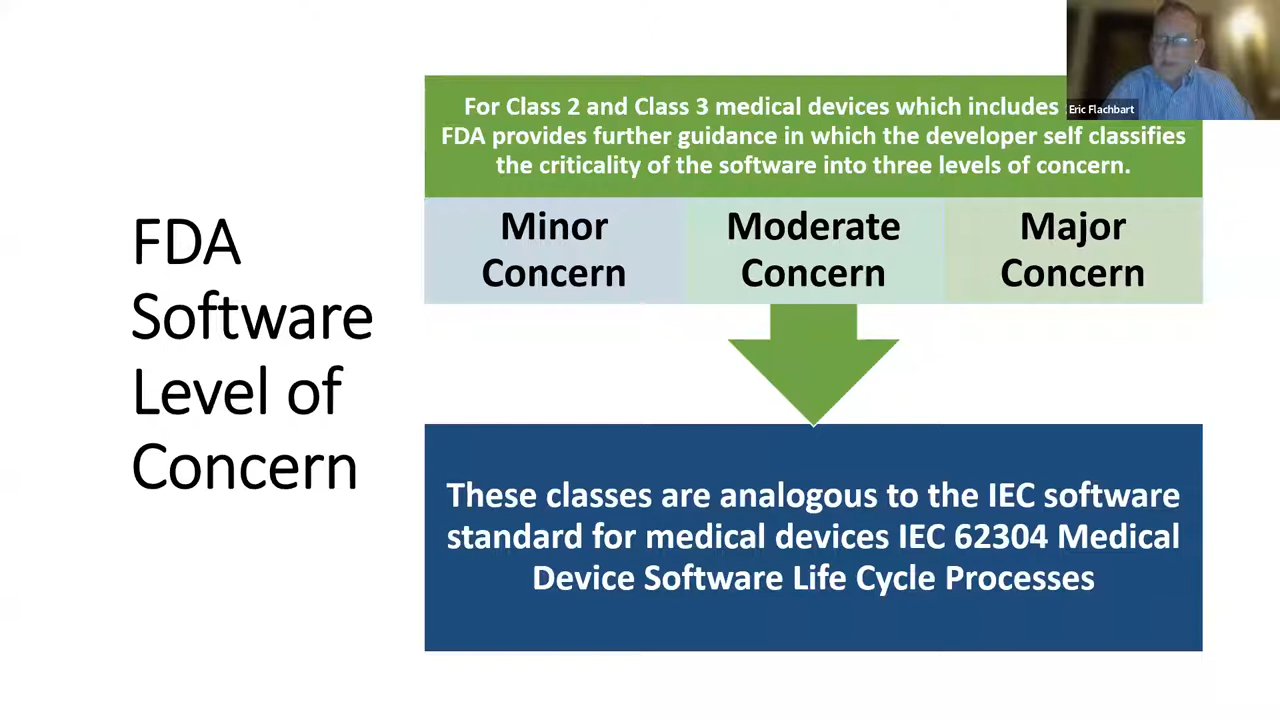 FDA
Software
Level of
Concern
For Class 2 and Class 3 medical devices which includes
FDA provides further guidance in which the developer self classifies
the criticality of the software into three levels of concern.
Minor
Concern
Moderate
Concern
Major
Concern
These classes are analogous to the IEC software
standard for medical devices IEC 62304 Medical
Device Software Life Cycle Processes
Eric Flachbart